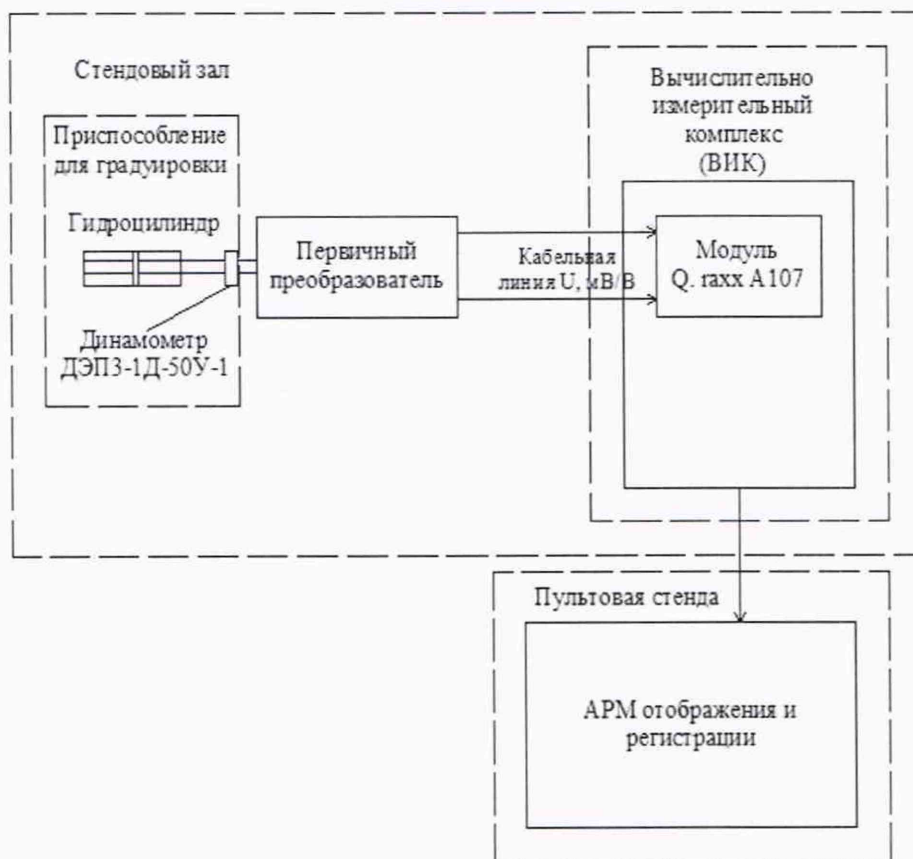 Стендовый зал
Приспособление
для градуировки
Гидроцилиндр
Динамометр
ДЭПЗ-1Д-50У-1
Первичный
преобразователь
Кабельная
линия U, мВ/В
Вычислительно
измерительный
комплекс
(ВИК)
Модуль
Q. raxx A107
Пультовая стенда
АРМ отображения и
регистрации